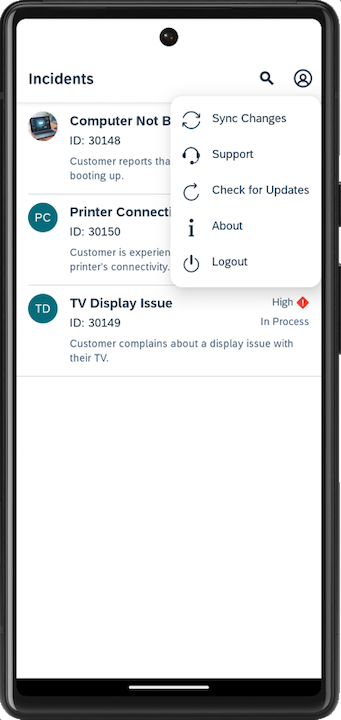 Incidents
Computer Not B
ID: 30148
Customer reports tha
booting up.
Sync Changes
Support
Check for Updates
About
Logout
PC
Printer Connecti
ID: 30150
Customer is experien
printer's connectivity.
TD
TV Display Issue
High
ID: 30149
In Process
Customer complains about a display issue with
their TV.